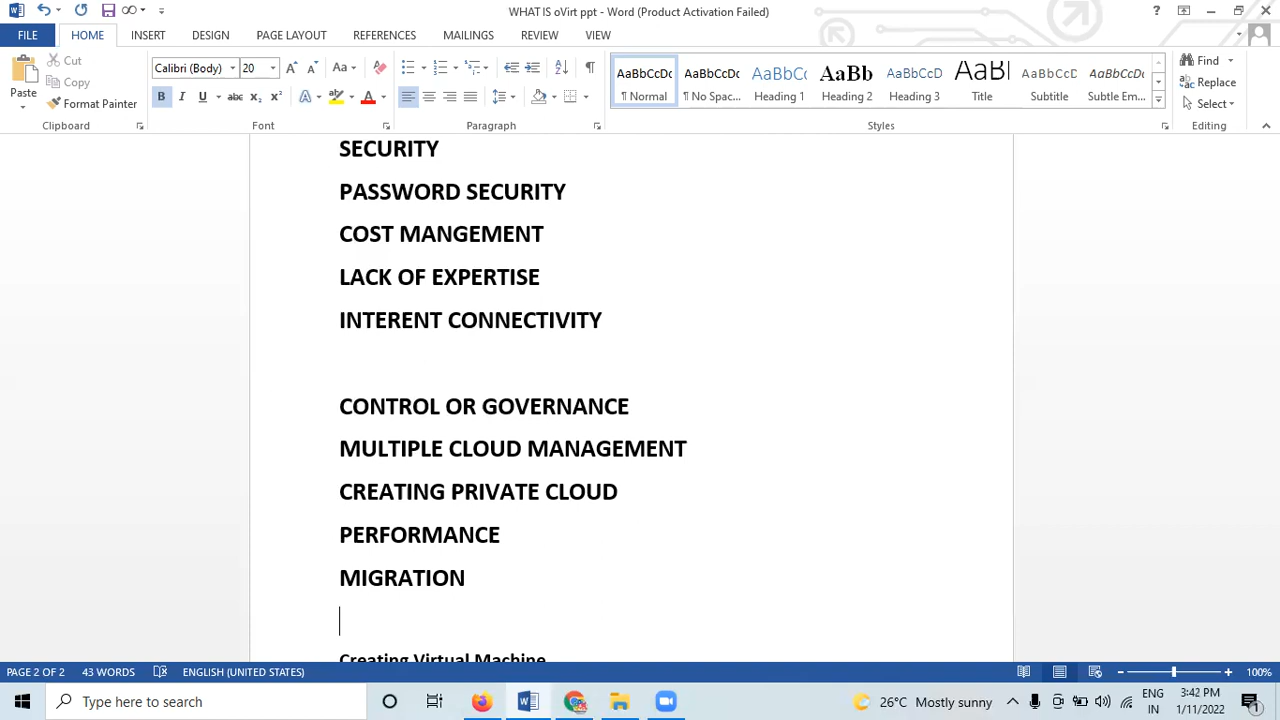 WHAT IS oVirt ppt - Word (Product Activation Failed)
?
FILE HOME INSERT DESIGN PAGE LAYOUT REFERENCES MAILINGS REVIEW VIEW
Paste
Cut
Copy
Format Painter
Clipboard
Calibri (Body) 20 A A Aa
B I U abc x₂ x² A A
Font
Paragraph
AaBbCcDc AaBbCcDc AaBbCc AaBb AaBbCcD AaBl AaBbCcD AaBbCcDc
¶ Normal ¶ No Spac... Heading 1 Heading 2 Heading 3 Title Subtitle Subtle Em...
Styles
Find
Replace
Select
Editing
SECURITY
PASSWORD SECURITY
COST MANGEMENT
LACK OF EXPERTISE
INTERENT CONNECTIVITY
CONTROL OR GOVERNANCE
MULTIPLE CLOUD MANAGEMENT
CREATING PRIVATE CLOUD
PERFORMANCE
MIGRATION
Creating Virtual Machine
PAGE 2 OF 2 43 WORDS ENGLISH (UNITED STATES) 100%
Type here to search
26°C Mostly sunny
ENG
IN
3:42 PM
1/11/2022
1